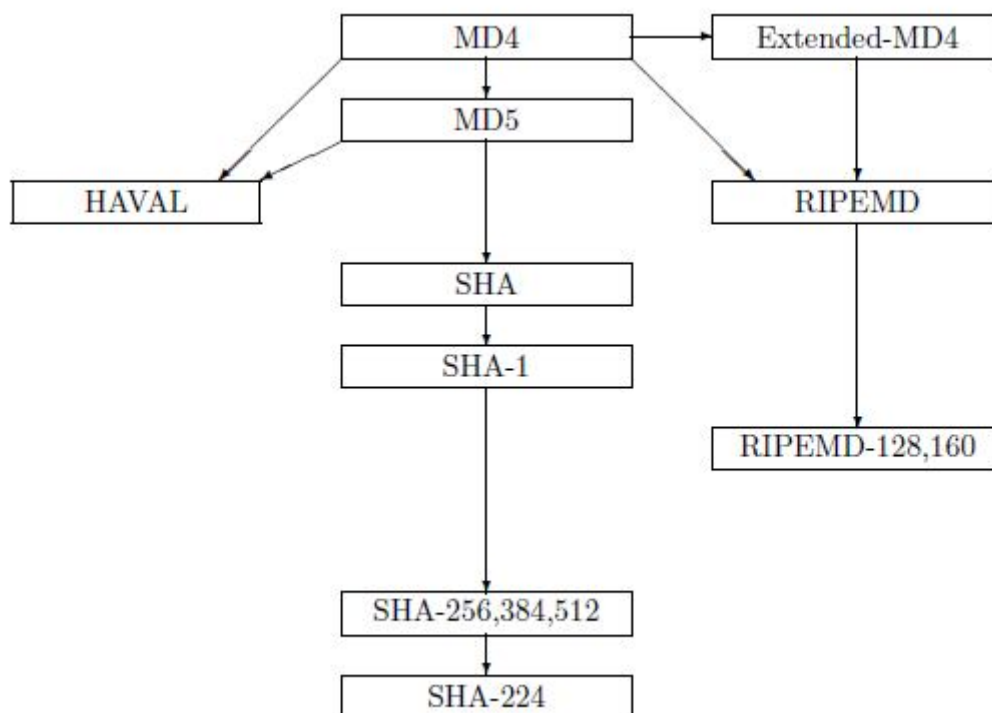 MD4
Extended-MD4
MD5
HAVAL
RIPEMD
SHA
SHA-1
RIPEMD-128,160
SHA-256,384,512
SHA-224